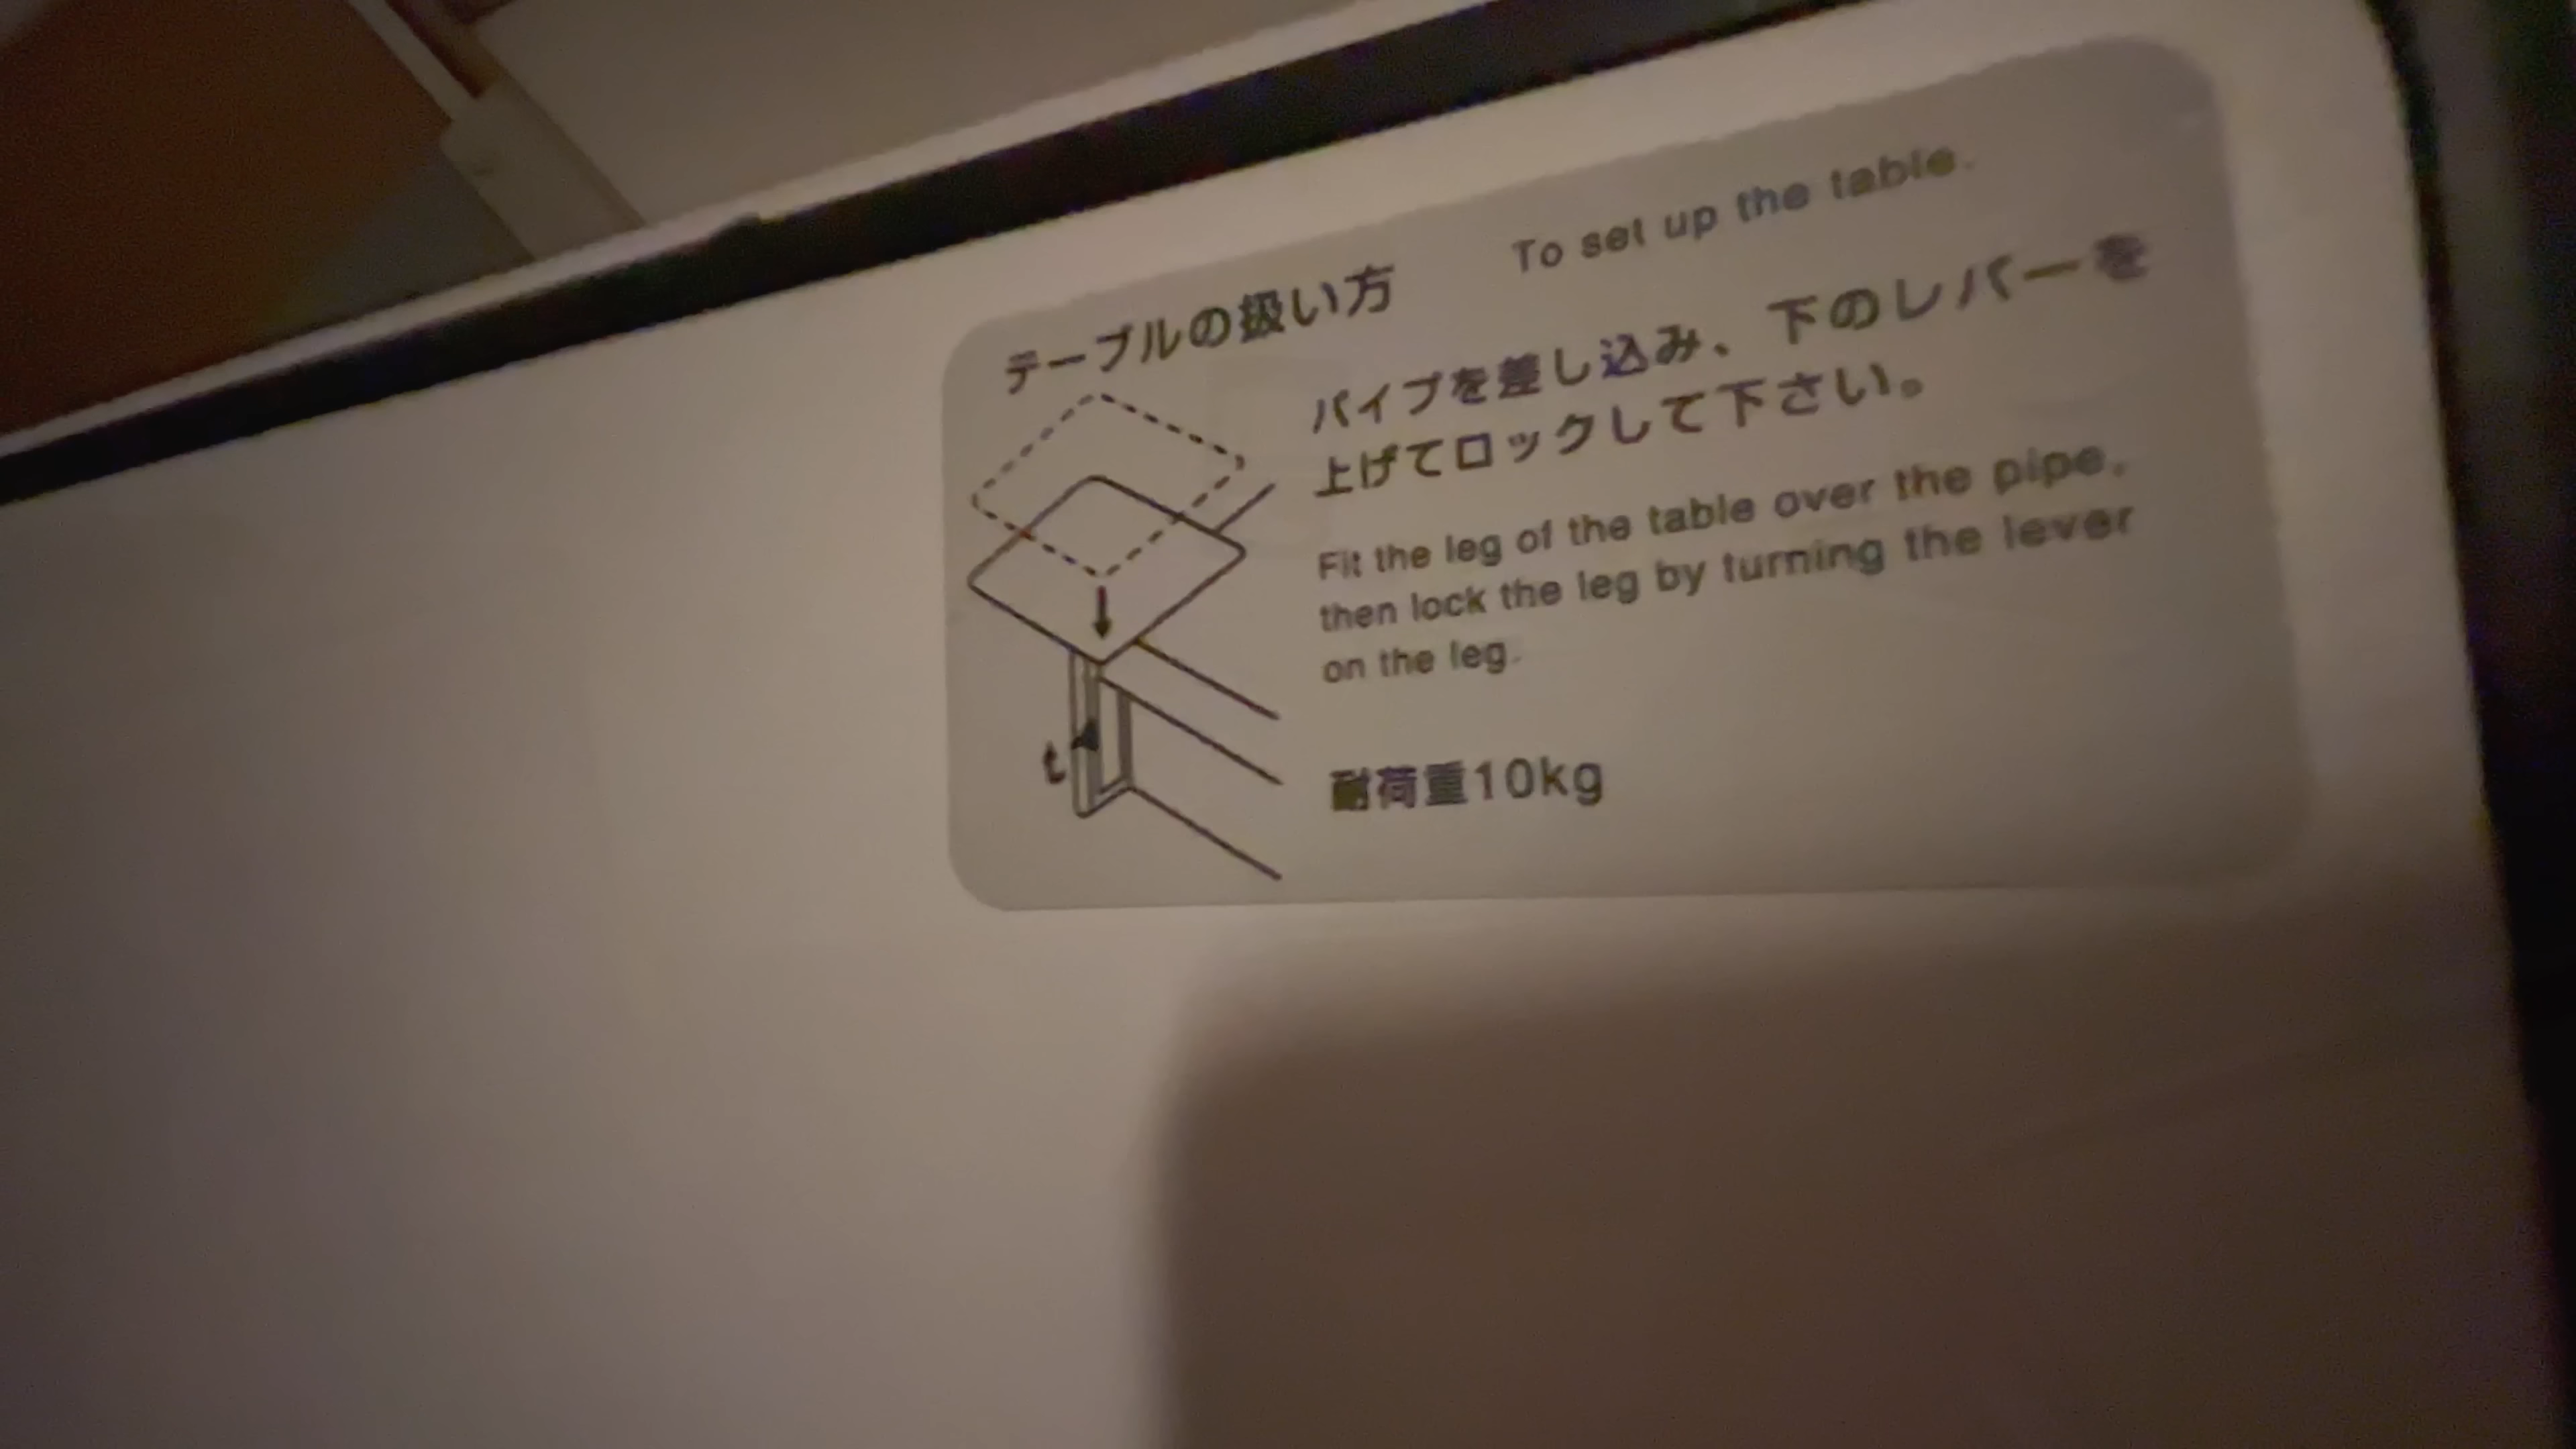 テーブルの扱い方 To set up the table.
パイプを差し込み、下のレバーを
上げてロックして下さい。
Fit the leg of the table over the pipe,
then lock the leg by turning the lever
on the leg.
耐荷重10kg